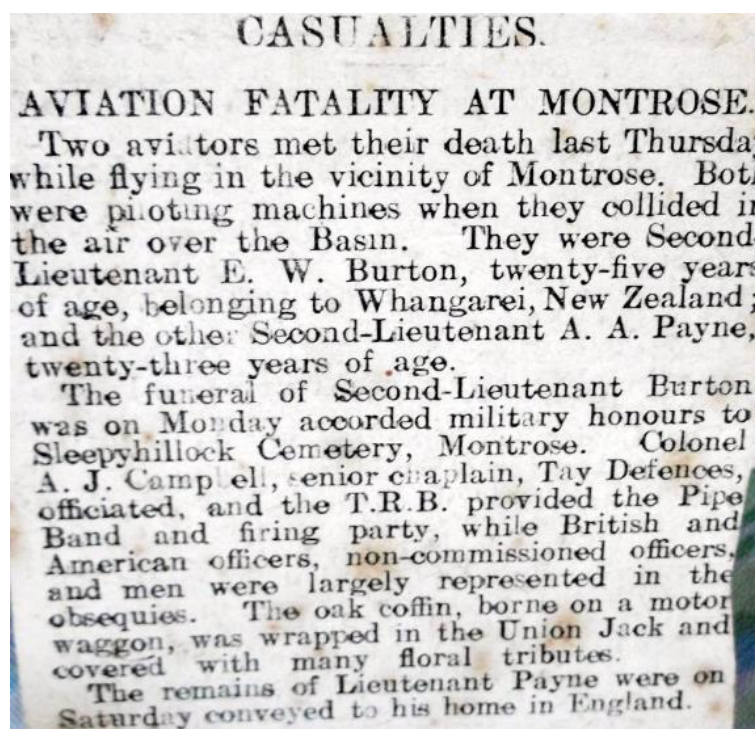 CASUALTIES.
AVIATION FATALITY AT MONTROSE.
Two aviators met their death last Thursda
while flying in the vicinity of Montrose. Bot
were piloting machines when they collided i
the air over the Basin. They were Second-
Lieutenant E. W. Burton, twenty-five years
of age, belonging to Whangarei, New Zealand;
and the other Second-Lieutenant A. A. Payne,
twenty-three years of age.
The funeral of Second-Lieutenant Burton
was on Monday accorded military honours to
Sleepyhillock Cemetery, Montrose. Colonel
A. J. Campbell, senior chaplain, Tay Defences,
officiated, and the T.R.B. provided the Pipe
Band and firing party, while British and
American officers, non-commissioned officers,
and men were largely represented in the
obsequies. The oak coffin, borne on a motor
waggon, was wrapped in the Union Jack and
covered with many floral tributes.
The remains of Lieutenant Payne were on
Saturday conveyed to his home in England.